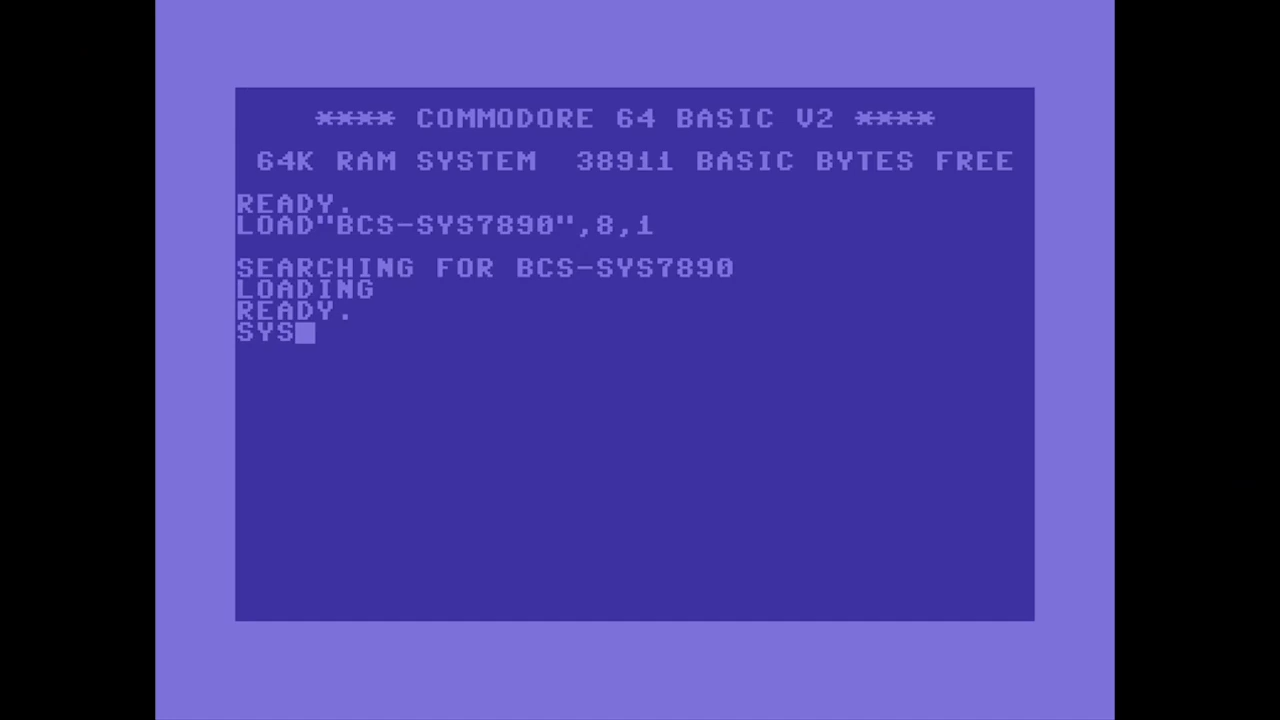 **** COMMODORE 64 BASIC V2 ****
64K RAM SYSTEM  38911 BASIC BYTES FREE
READY.
LOAD"BCS-SYS7890",8,1
SEARCHING FOR BCS-SYS7890
LOADING
READY.
SYS